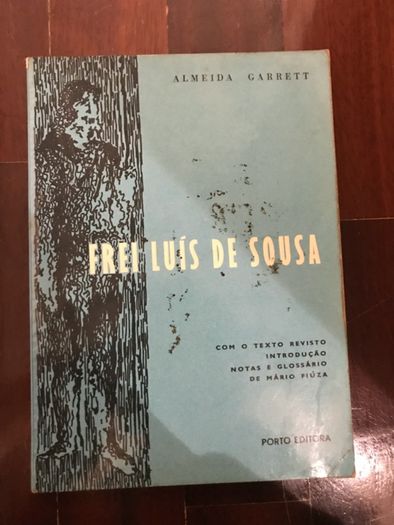 ALMEIDA GARRETT
FREI LUÍS DE SOUSA
COM O TEXTO REVISTO
INTRODUÇÃO
NOTAS E GLOSSÁRIO
DE MÁRIO FIÚZA
PORTO EDITORA